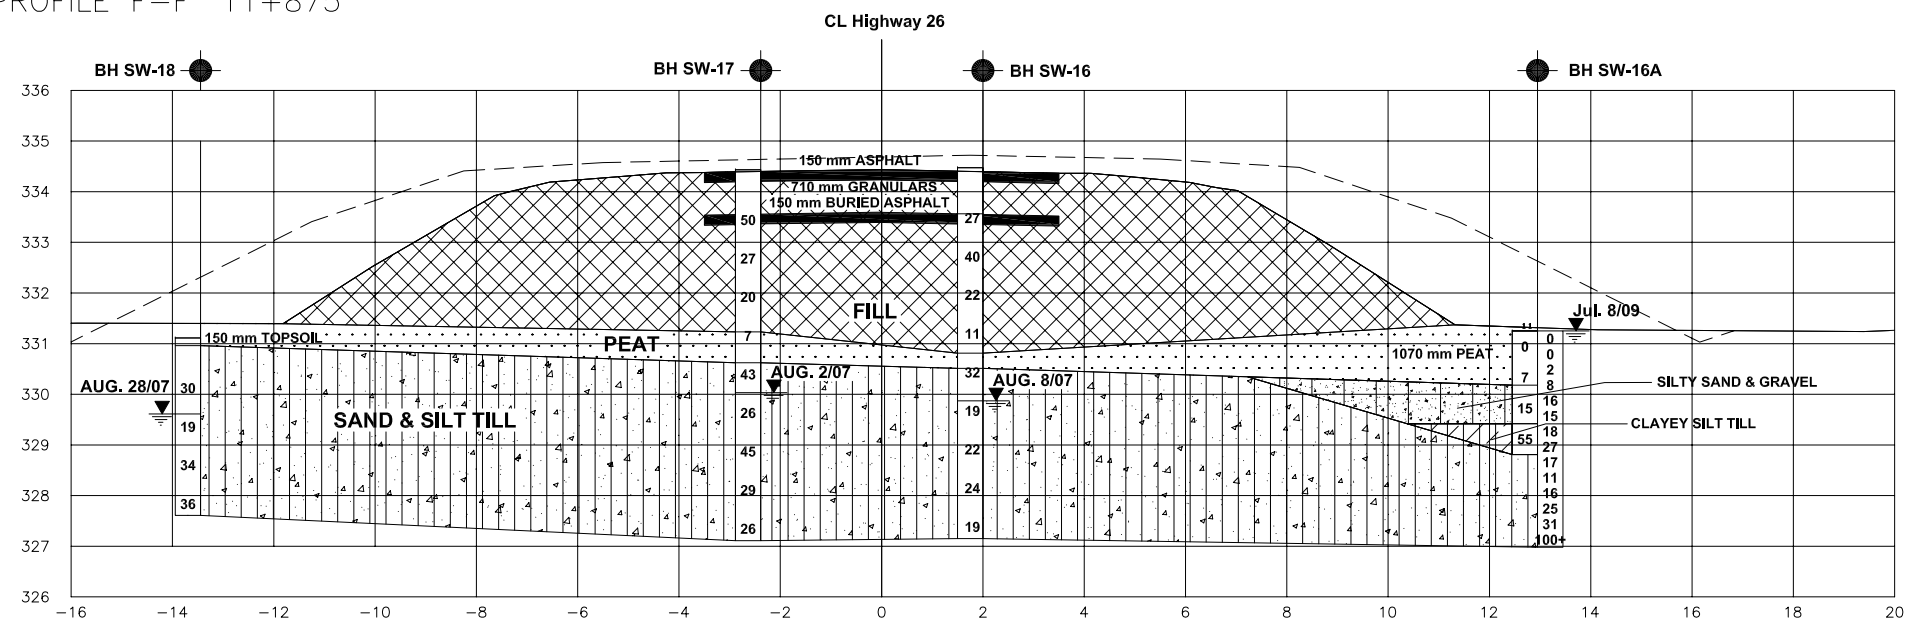 PROFILE F-F' 11+875
CL Highway 26
BH SW-18
BH SW-17
BH SW-16
BH SW-16A
336
335
334
333
332
331
330
329
328
327
326
150 mm ASPHALT
710 mm GRANULARS
150 mm BURIED ASPHALT
FILL
PEAT
150 mm TOPSOIL
1070 mm PEAT
SILTY SAND & GRAVEL
CLAYEY SILT TILL
SAND & SILT TILL
AUG. 28/07
AUG. 2/07
AUG. 8/07
Jul. 8/09
30
19
34
36
50
27
20
7
43
26
45
29
26
27
40
22
11
32
19
22
24
19
11
0
7
15
55
0
0
2
8
16
15
18
27
17
11
16
25
31
100+
-16 -14 -12 -10 -8 -6 -4 -2 0 2 4 6 8 10 12 14 16 18 20